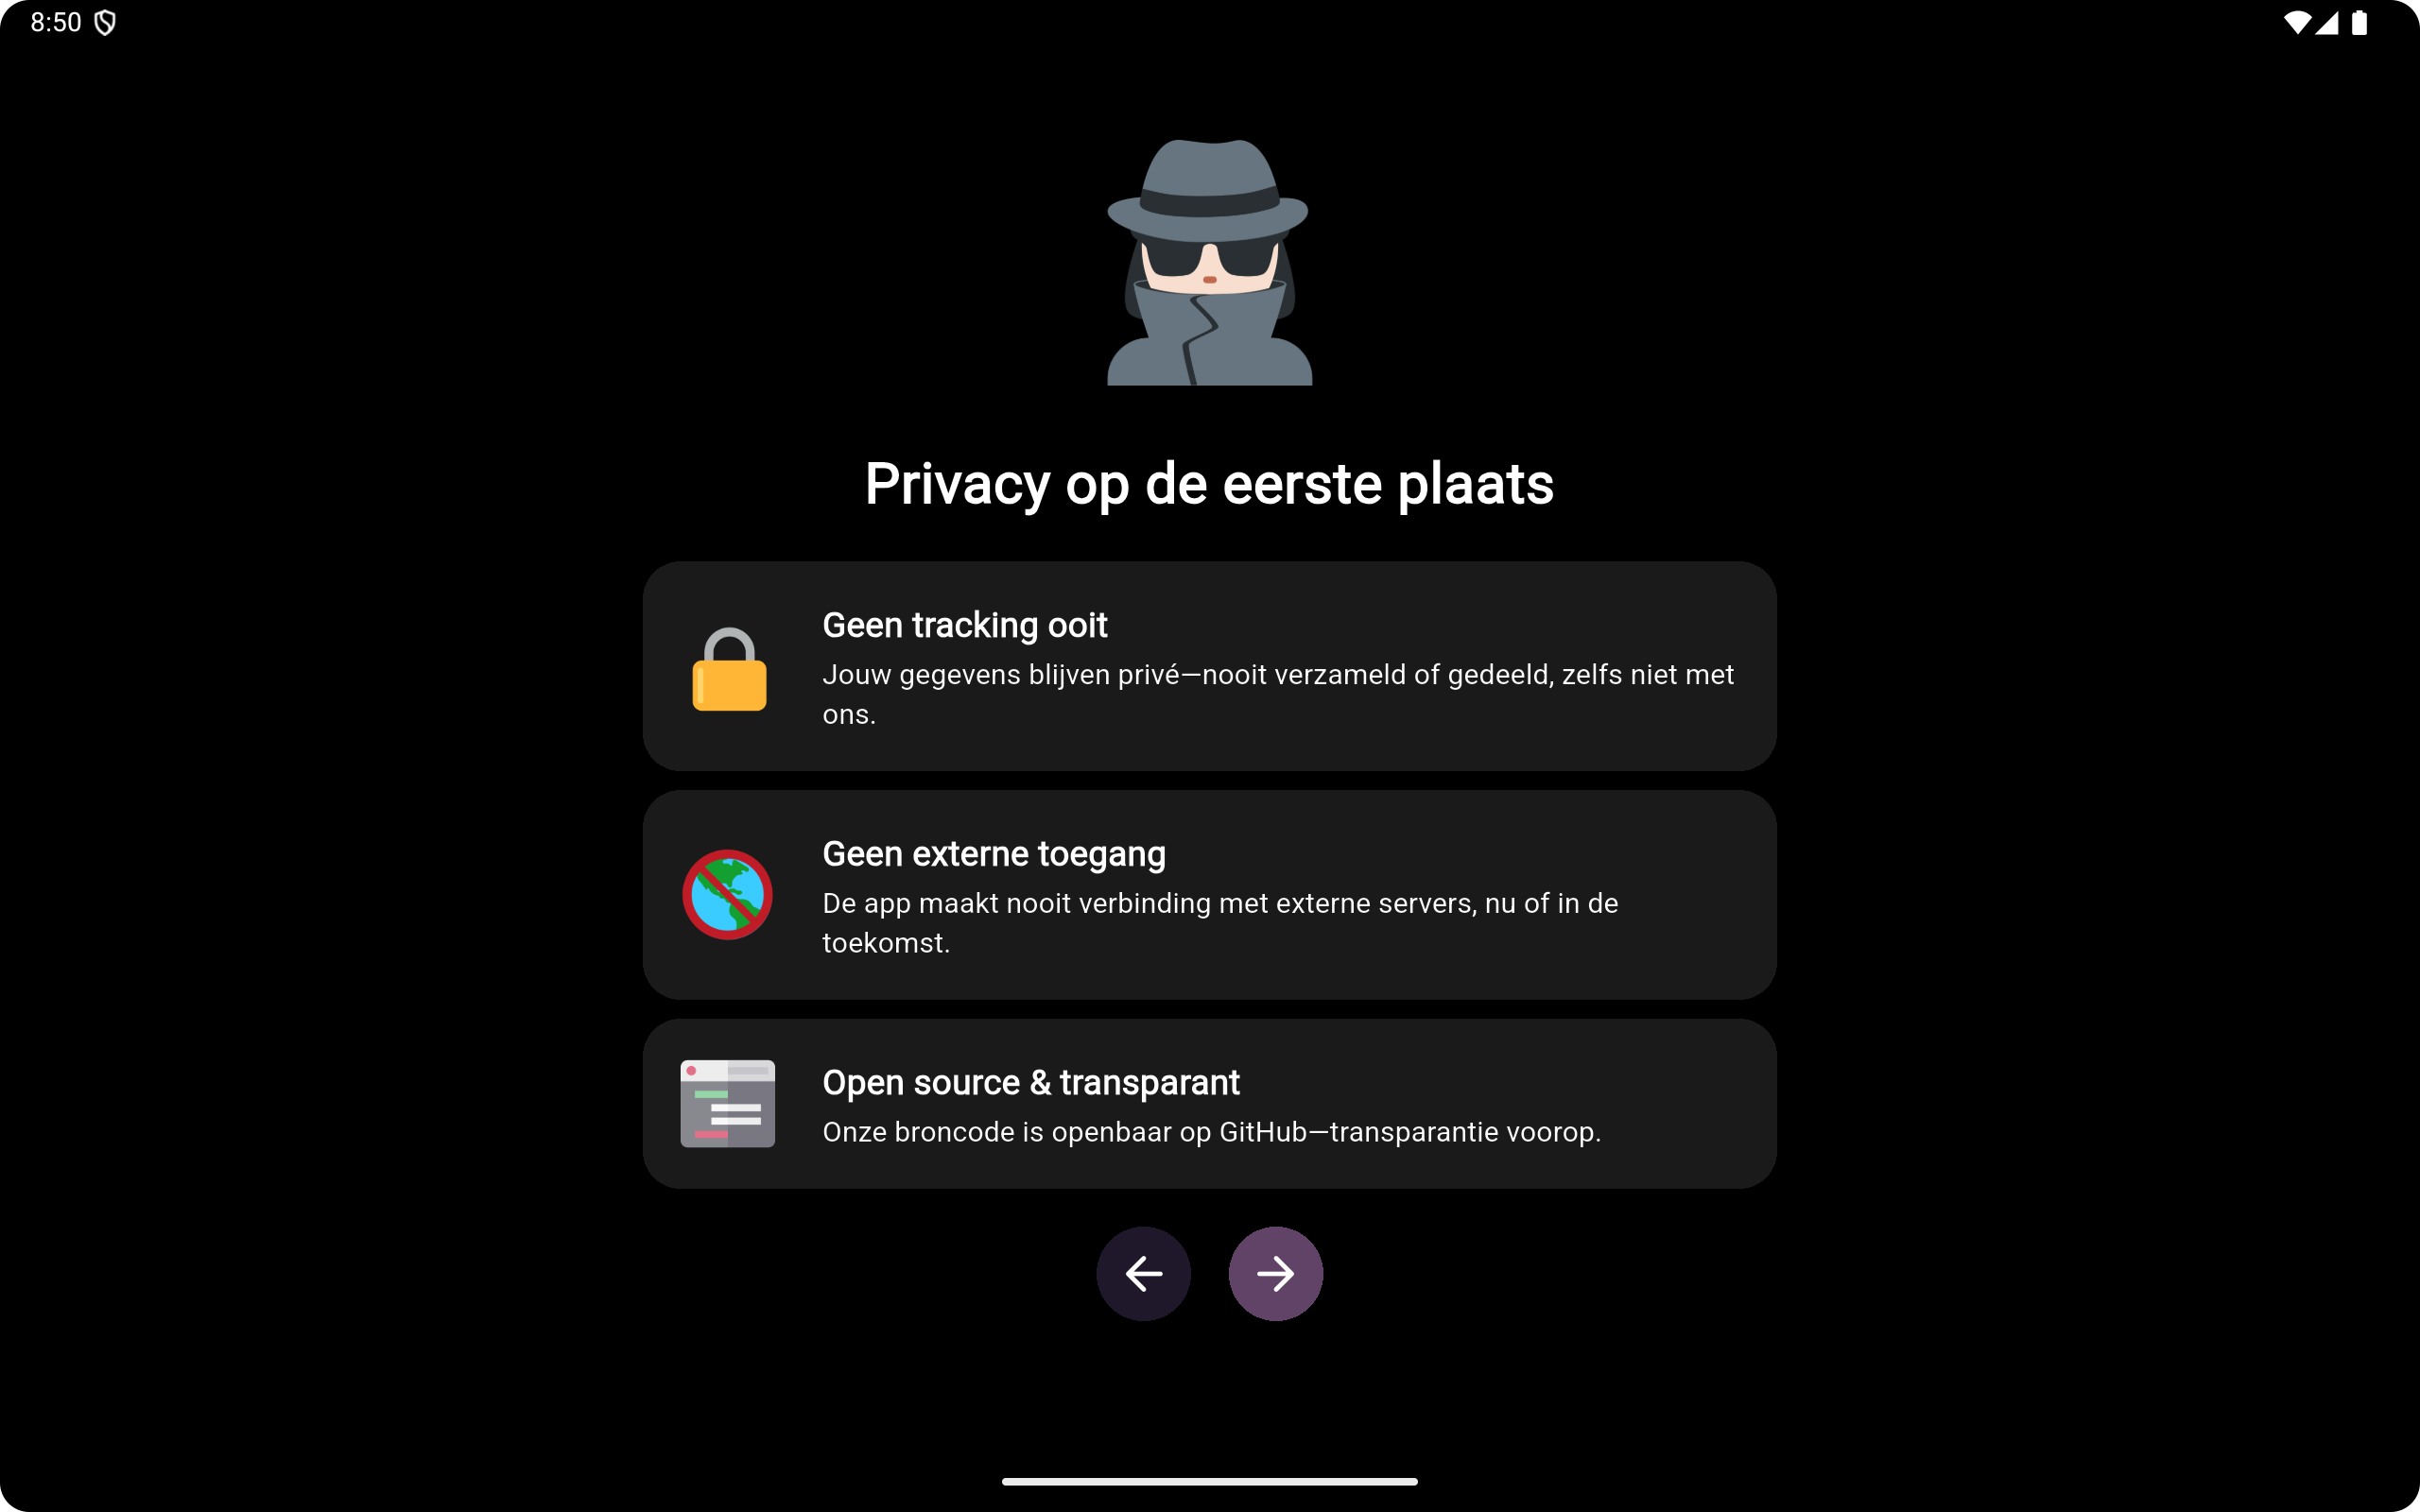 8:50
Privacy op de eerste plaats
Geen tracking ooit
Jouw gegevens blijven privé—nooit verzameld of gedeeld, zelfs niet met
ons.
Geen externe toegang
De app maakt nooit verbinding met externe servers, nu of in de
toekomst.
Open source & transparant
Onze broncode is openbaar op GitHub—transparantie voorop.